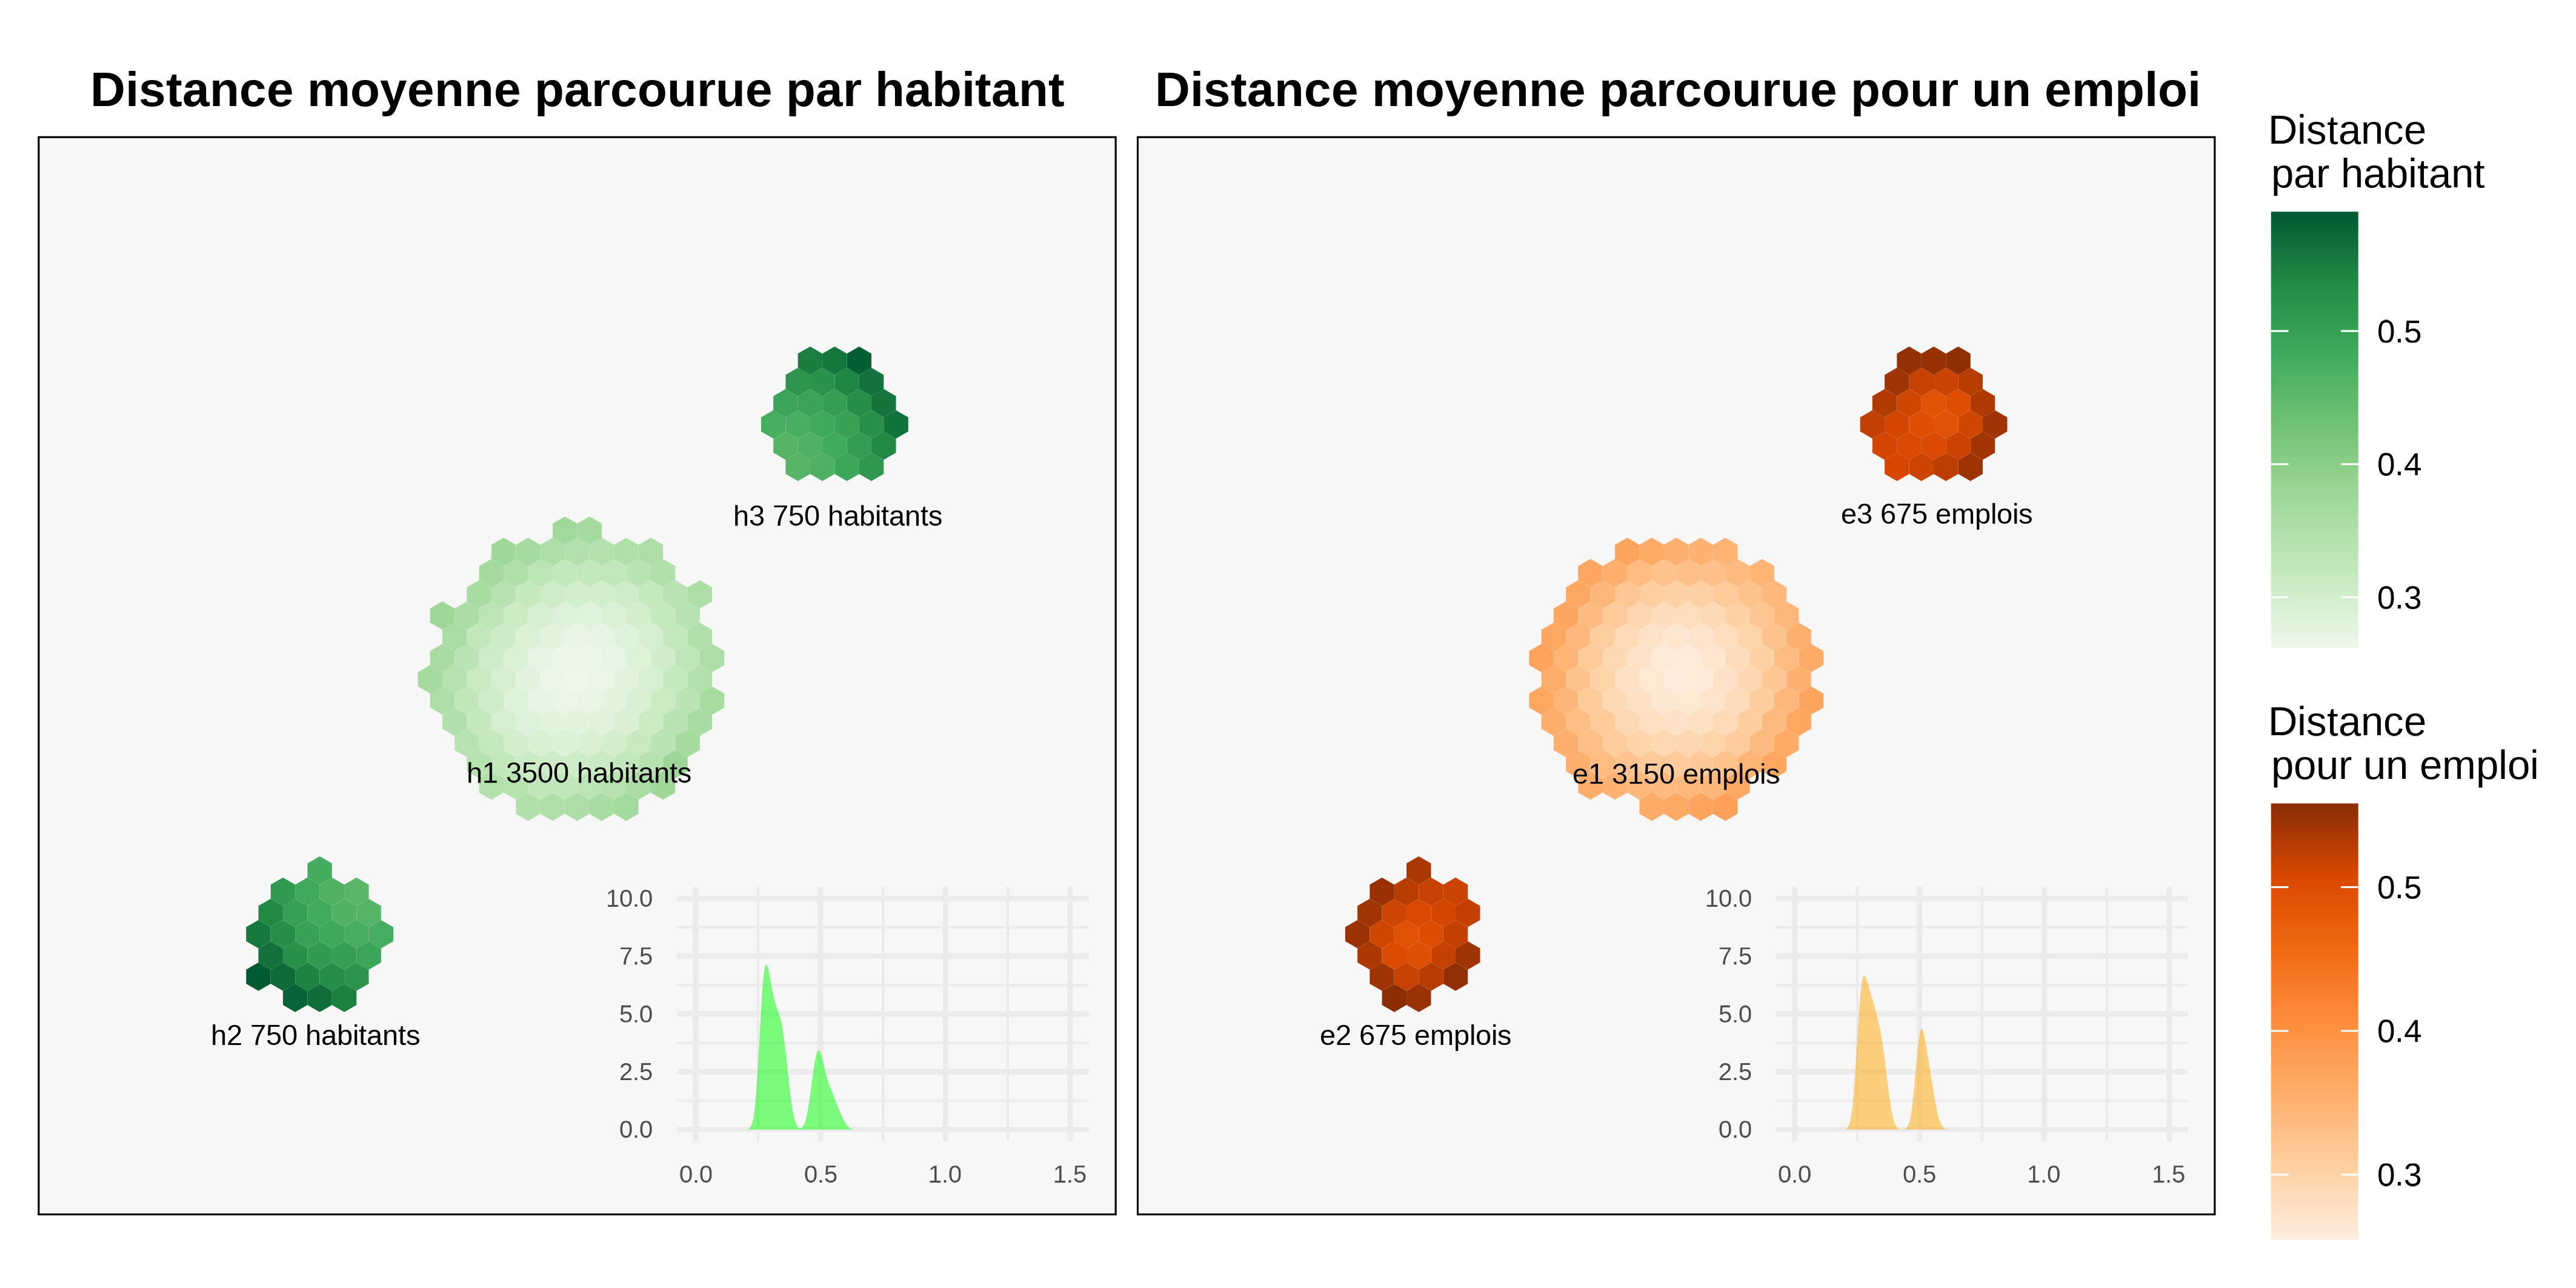 Distance moyenne parcourue par habitant
h3 750 habitants
h1 3500 habitants
h2 750 habitants
10.0
7.5
5.0
2.5
0.0
0.0 0.5 1.0 1.5
Distance moyenne parcourue pour un emploi
e3 675 emplois
e1 3150 emplois
e2 675 emplois
10.0
7.5
5.0
2.5
0.0
0.0 0.5 1.0 1.5
Distance
par habitant
0.5
0.4
0.3
Distance
pour un emploi
0.5
0.4
0.3